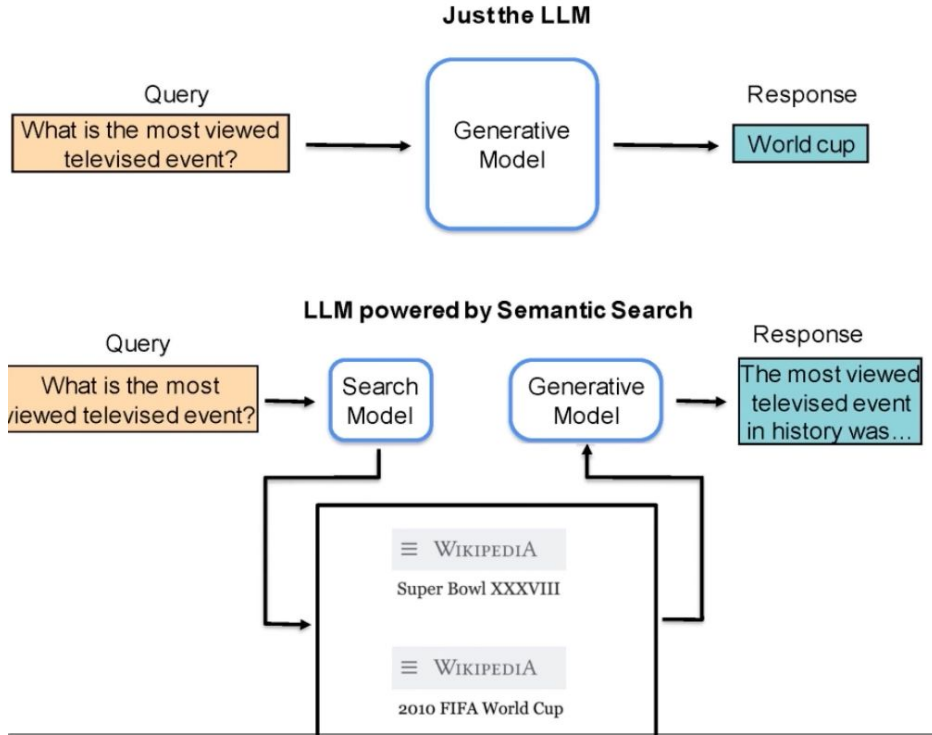 Just the LLM
Query
What is the most viewed
televised event?
Generative
Model
Response
World cup
LLM powered by Semantic Search
Query
What is the most
viewed televised event?
Search
Model
Generative
Model
Response
The most viewed
televised event
in history was...
WIKIPEDIA
Super Bowl XXXVIII
WIKIPEDIA
2010 FIFA World Cup